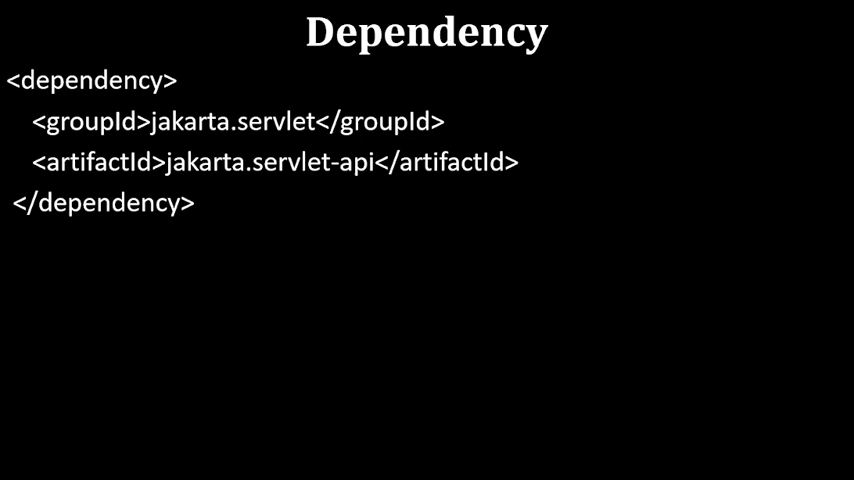 Dependency
<dependency>
<groupId>jakarta.servlet</groupId>
<artifactId>jakarta.servlet-api</artifactId>
</dependency>